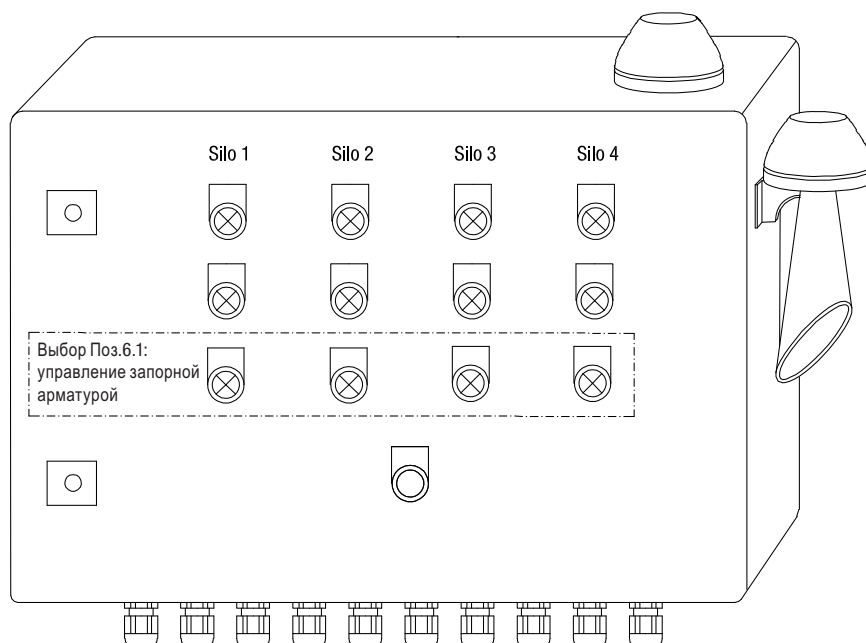 Silo 1 Silo 2 Silo 3 Silo 4
Выбор Поз.6.1:
управление запорной
арматурой